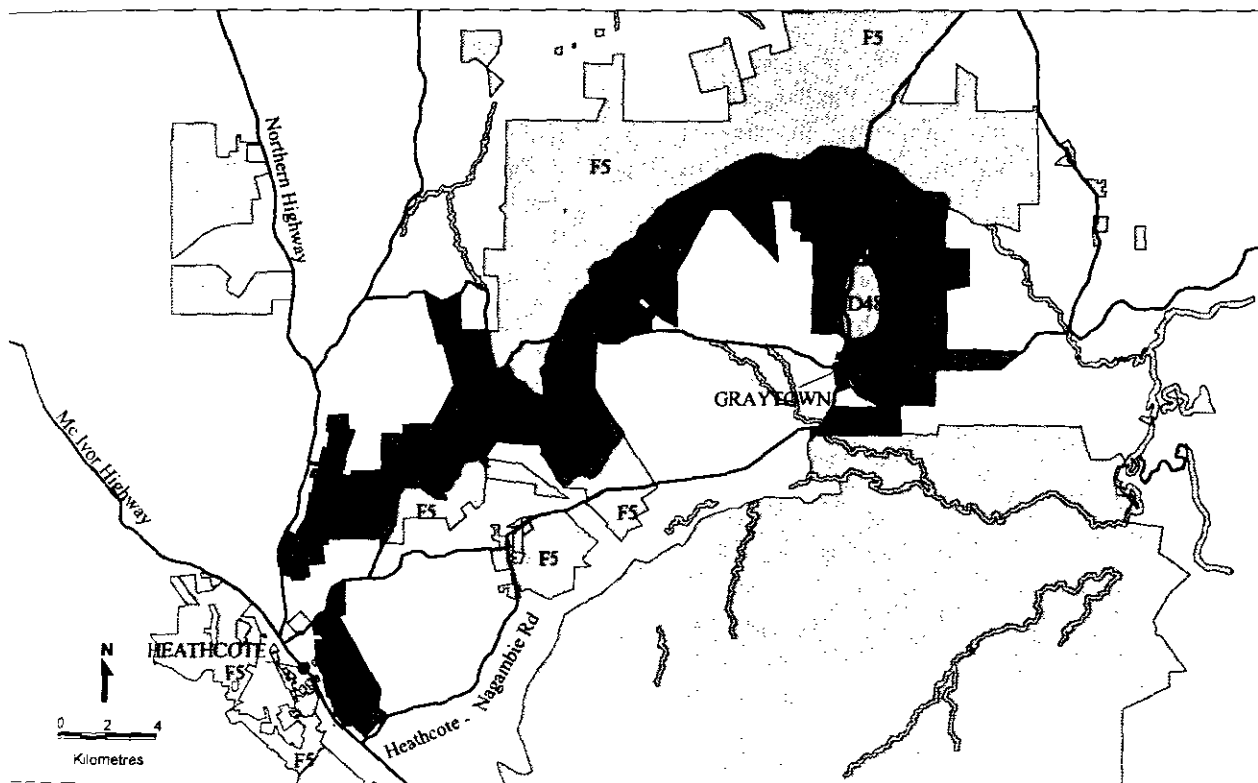 F5
Northern Highway
F5
D48
GRAYTOWN
Mc Ivor Highway
F5
F5
F5
HEATHCOTE
F5
N
Heathcote - Nagambie Rd
0 2 4
Kilometres
F5